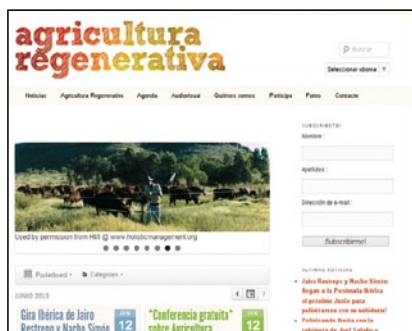 agricultura
regenerativa
Buscar
Seleccionar idioma
Noticias Agricultura Regenerativa Agenda Audiovisual Quiénes somos Participa Fotos Contacto
SUBSCRIBETE!
Nombre :
Apellidos :
Dirección de e-mail :
Subscribirme!
Used by permission from HMI @ www.holisticmanagement.org
Posterboard Categories
JUNIO 2013
Gira Ibérica de Jairo
Restrepo y Nacho Simón
12
"Conferencia gratuita"
sobre Agricultura
12
ULTIMAS NOTICIAS
Jairo Restrepo y Nacho Simón
llegan a la Península Ibérica
el próximo Junio para
polinizarnos con su sabiduría!